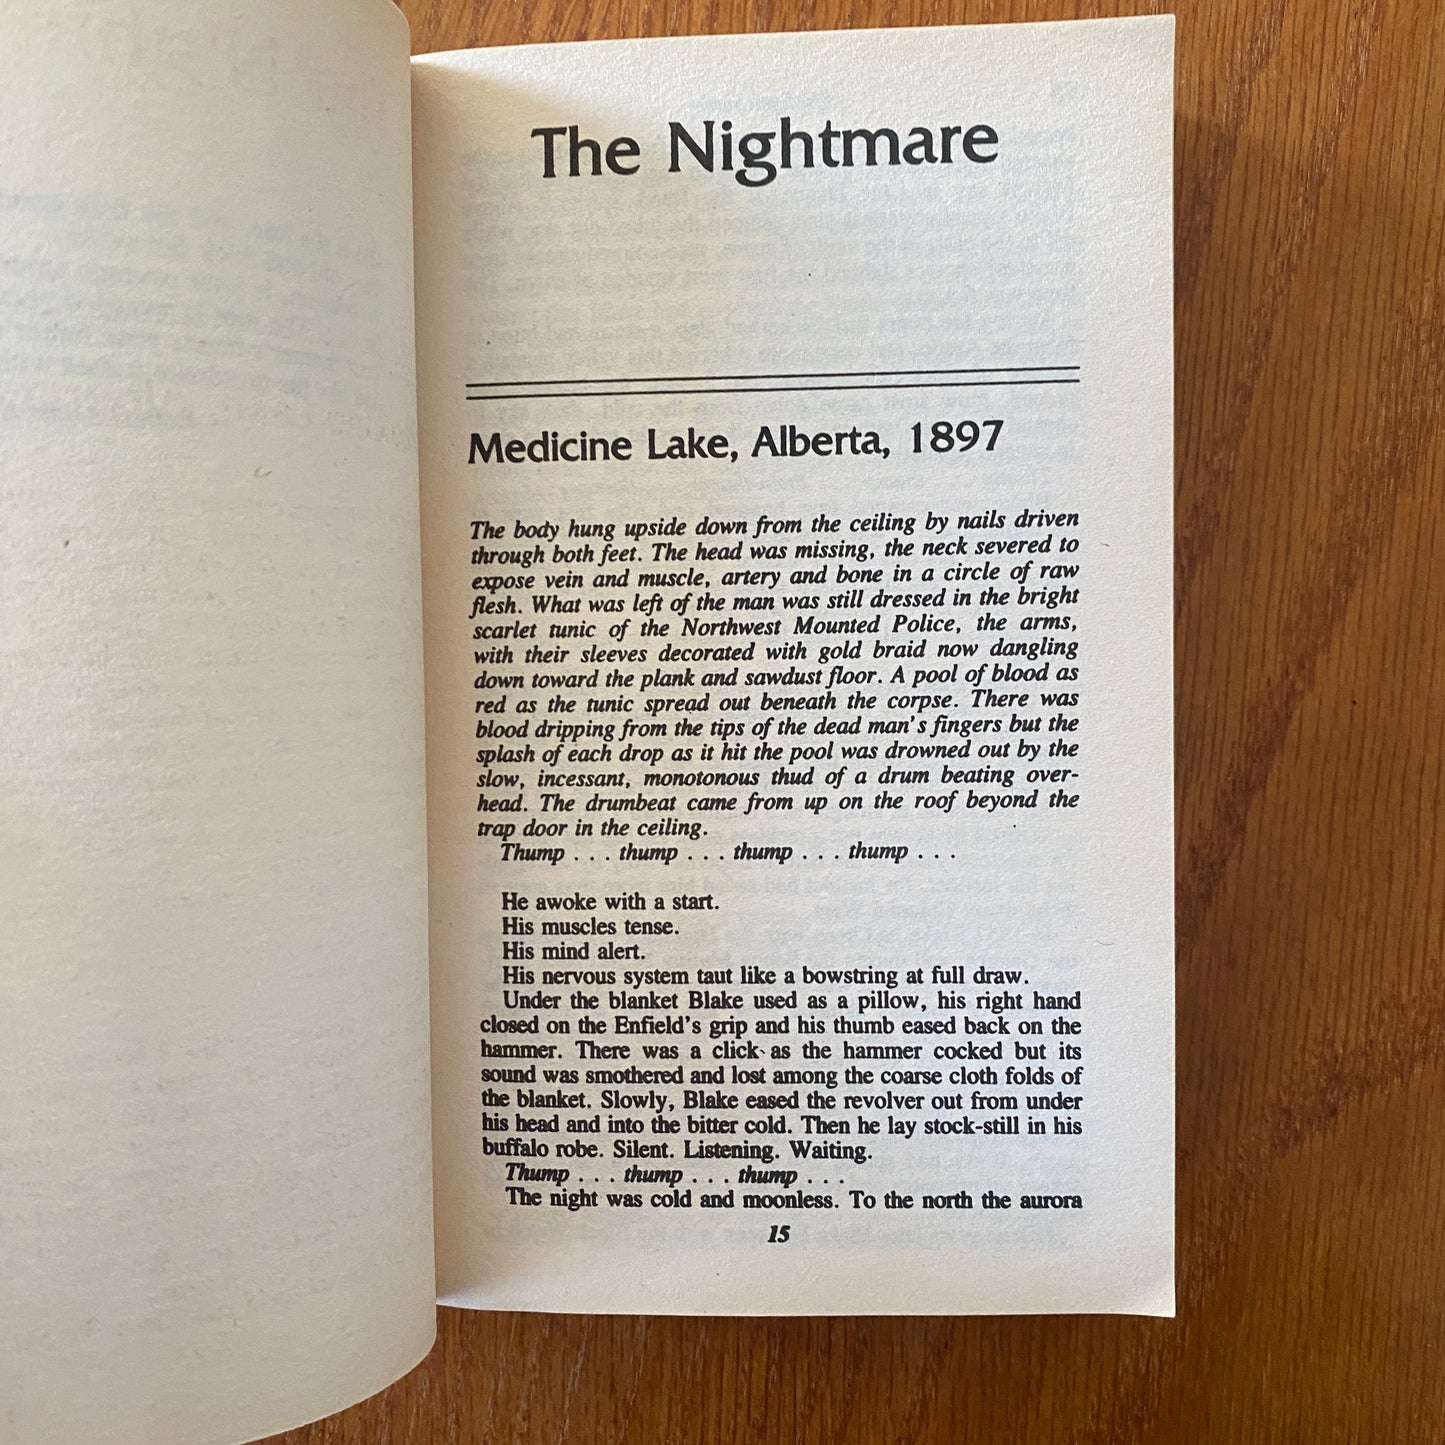 The Nightmare
Medicine Lake, Alberta, 1897
The body hung upside down from the ceiling by nails driven
through both feet. The head was missing, the neck severed to
expose vein and muscle, artery and bone in a circle of raw
flesh. What was left of the man was still dressed in the bright
scarlet tunic of the Northwest Mounted Police, the arms,
with their sleeves decorated with gold braid now dangling
down toward the plank and sawdust floor. A pool of blood as
red as the tunic spread out beneath the corpse. There was
blood dripping from the tips of the dead man's fingers but the
splash of each drop as it hit the pool was drowned out by the
slow, incessant, monotonous thud of a drum beating over-
head. The drumbeat came from up on the roof beyond the
trap door in the ceiling.
Thump . . . thump . . . thump . . . thump . . .
He awoke with a start.
His muscles tense.
His mind alert.
His nervous system taut like a bowstring at full draw.
Under the blanket Blake used as a pillow, his right hand
closed on the Enfield's grip and his thumb eased back on the
hammer. There was a click as the hammer cocked but its
sound was smothered and lost among the coarse cloth folds of
the blanket. Slowly, Blake eased the revolver out from under
his head and into the bitter cold. Then he lay stock-still in his
buffalo robe. Silent. Listening. Waiting.
Thump . . . thump . . . thump . . .
The night was cold and moonless. To the north the aurora
15